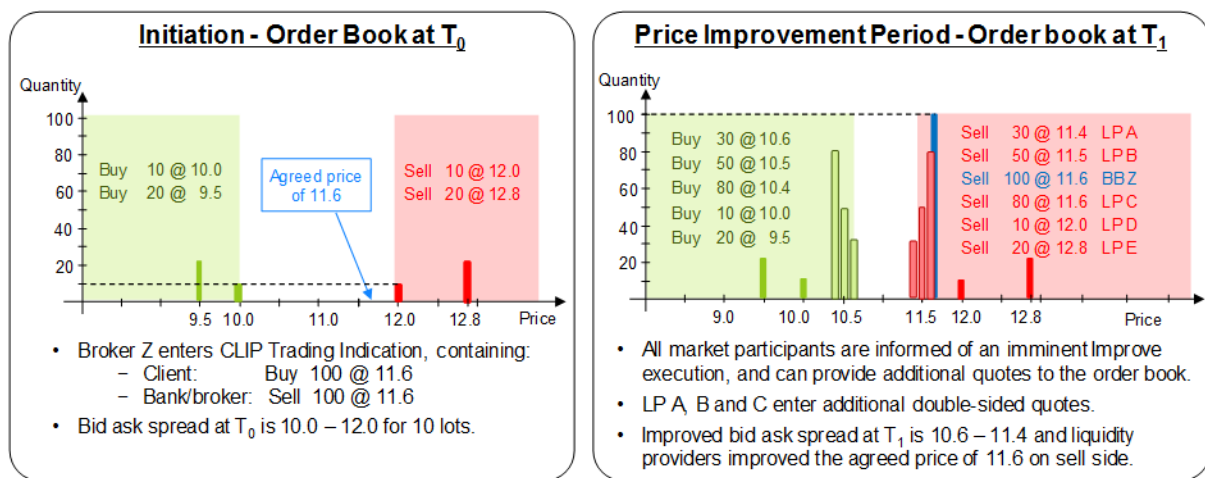 Initiation - Order Book at T0
Quantity
100
80
60
40
20
Buy 10 @ 10.0
Buy 20 @ 9.5
Agreed price
of 11.6
Sell 10 @ 12.0
Sell 20 @ 12.8
9.5 10.0 11.0 12.0 12.8 Price
• Broker Z enters CLIP Trading Indication, containing:
− Client: Buy 100 @ 11.6
− Bank/broker: Sell 100 @ 11.6
• Bid ask spread at T0 is 10.0 – 12.0 for 10 lots.
Price Improvement Period - Order book at T1
Quantity
100
80
60
40
20
Buy 30 @ 10.6
Buy 50 @ 10.5
Buy 80 @ 10.4
Buy 10 @ 10.0
Buy 20 @ 9.5
Sell 30 @ 11.4 LP A
Sell 50 @ 11.5 LPB
Sell 100 @ 11.6 BBZ
Sell 80 @ 11.6 LPC
Sell 10 @ 12.0 LPD
Sell 20 @ 12.8 LPE
9.0 10.0 10.5 11.5 12.0 12.8 Price
• All market participants are informed of an imminent Improve
execution, and can provide additional quotes to the order book.
• LP A, B and C enter additional double-sided quotes.
• Improved bid ask spread at T1 is 10.6 – 11.4 and liquidity
providers improved the agreed price of 11.6 on sell side.